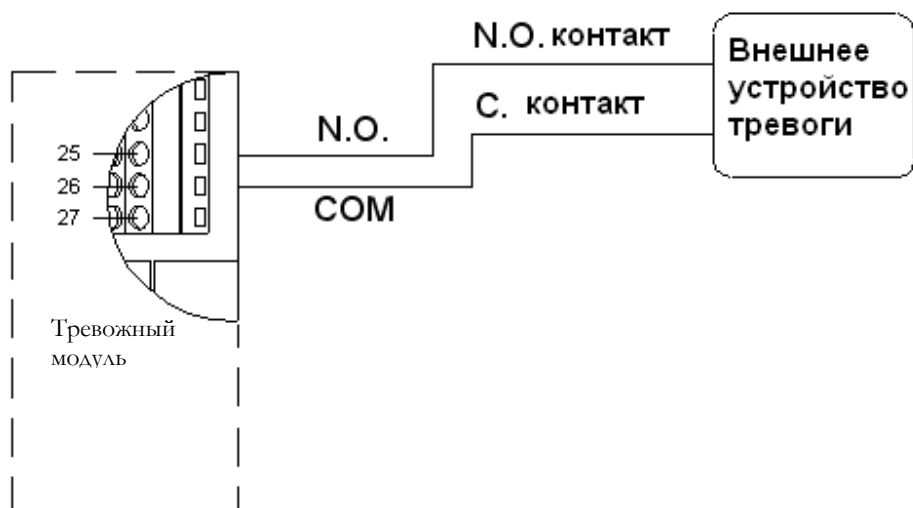 N.O. контакт
Внешнее
устройство
тревоги
C. контакт
N.O.
25
26
COM
27
Тревожный
модуль